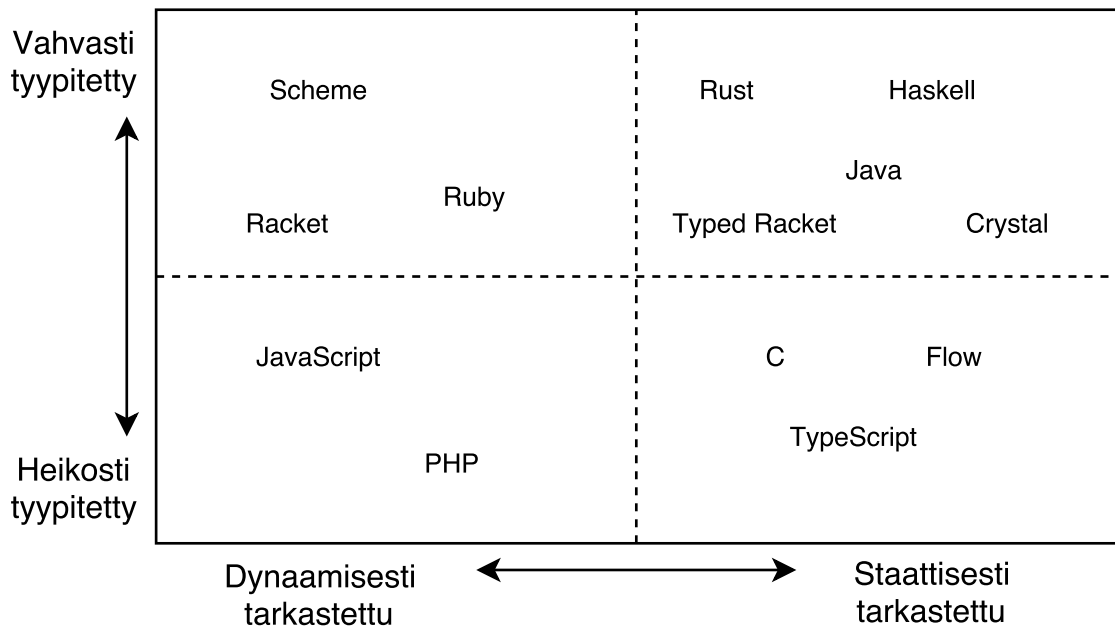 Vahvasti
tyypitetty
Scheme
Rust
Haskell
Java
Ruby
Racket
Typed Racket
Crystal
JavaScript
C
Flow
TypeScript
PHP
Heikosti
tyypitetty
Dynaamisesti
tarkastettu
Staattisesti
tarkastettu